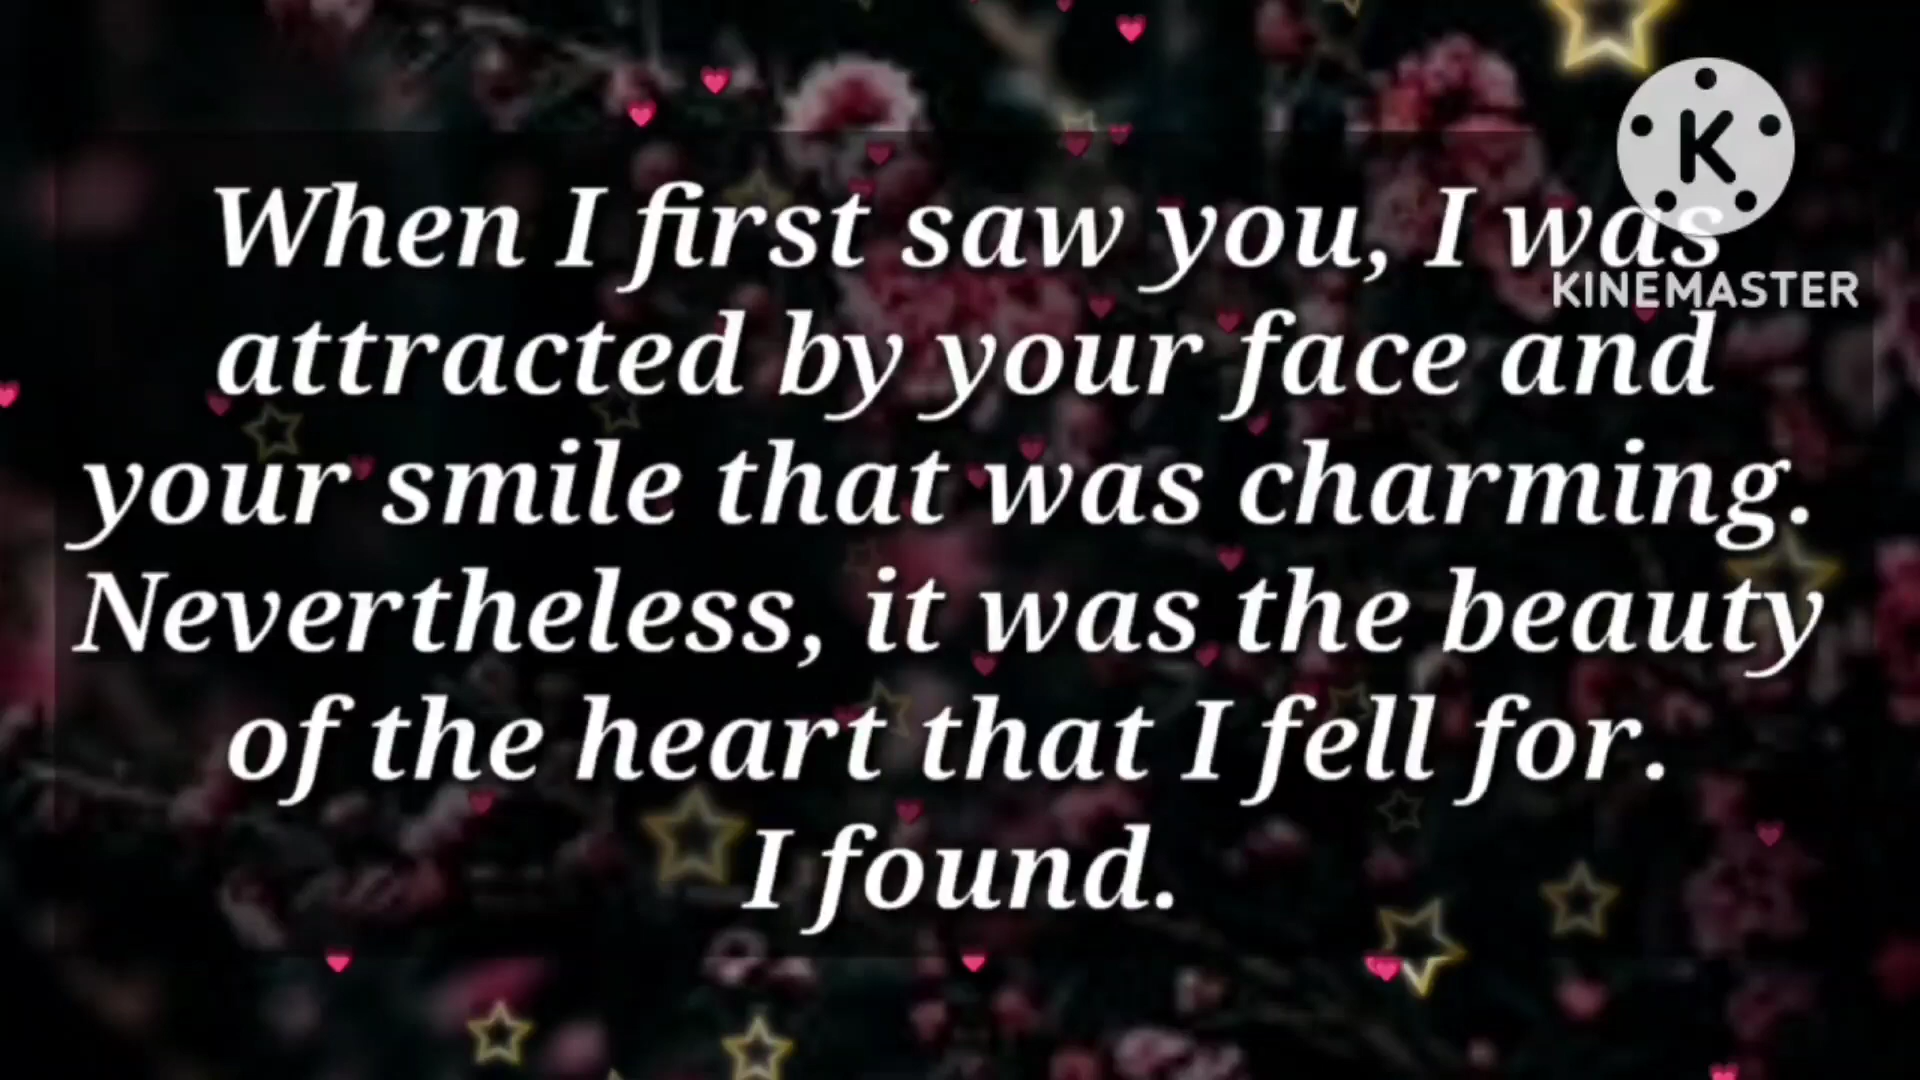 When I first saw you, I was
KINEMASTER
attracted by your face and
your smile that was charming.
Nevertheless, it was the beauty
of the heart that I fell for.
I found.